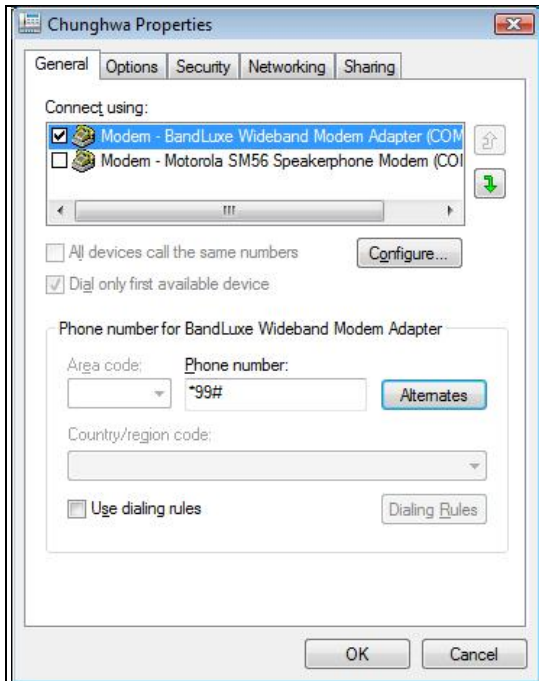 Chunghwa Properties
General Options Security Networking Sharing
Connect using:
Modem - BandLuxe Wideband Modem Adapter (COM
Modem - Motorola SM56 Speakerphone Modem (COM
All devices call the same numbers
Configure...
Dial only first available device
Phone number for BandLuxe Wideband Modem Adapter
Area code: Phone number:
*99#
Alternates
Country/region code:
Use dialing rules
Dialing Rules
OK Cancel